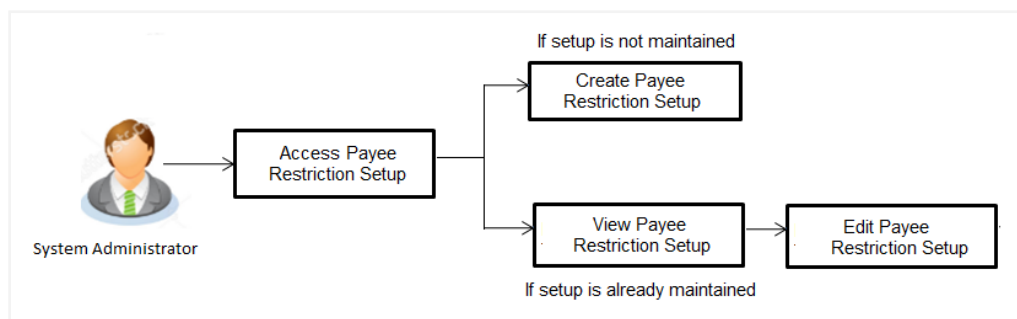 If setup is not maintained
Create Payee
Restriction Setup
Access Payee
Restriction Setup
System Administrator
View Payee
Restriction Setup
Edit Payee
Restriction Setup
If setup is already maintained